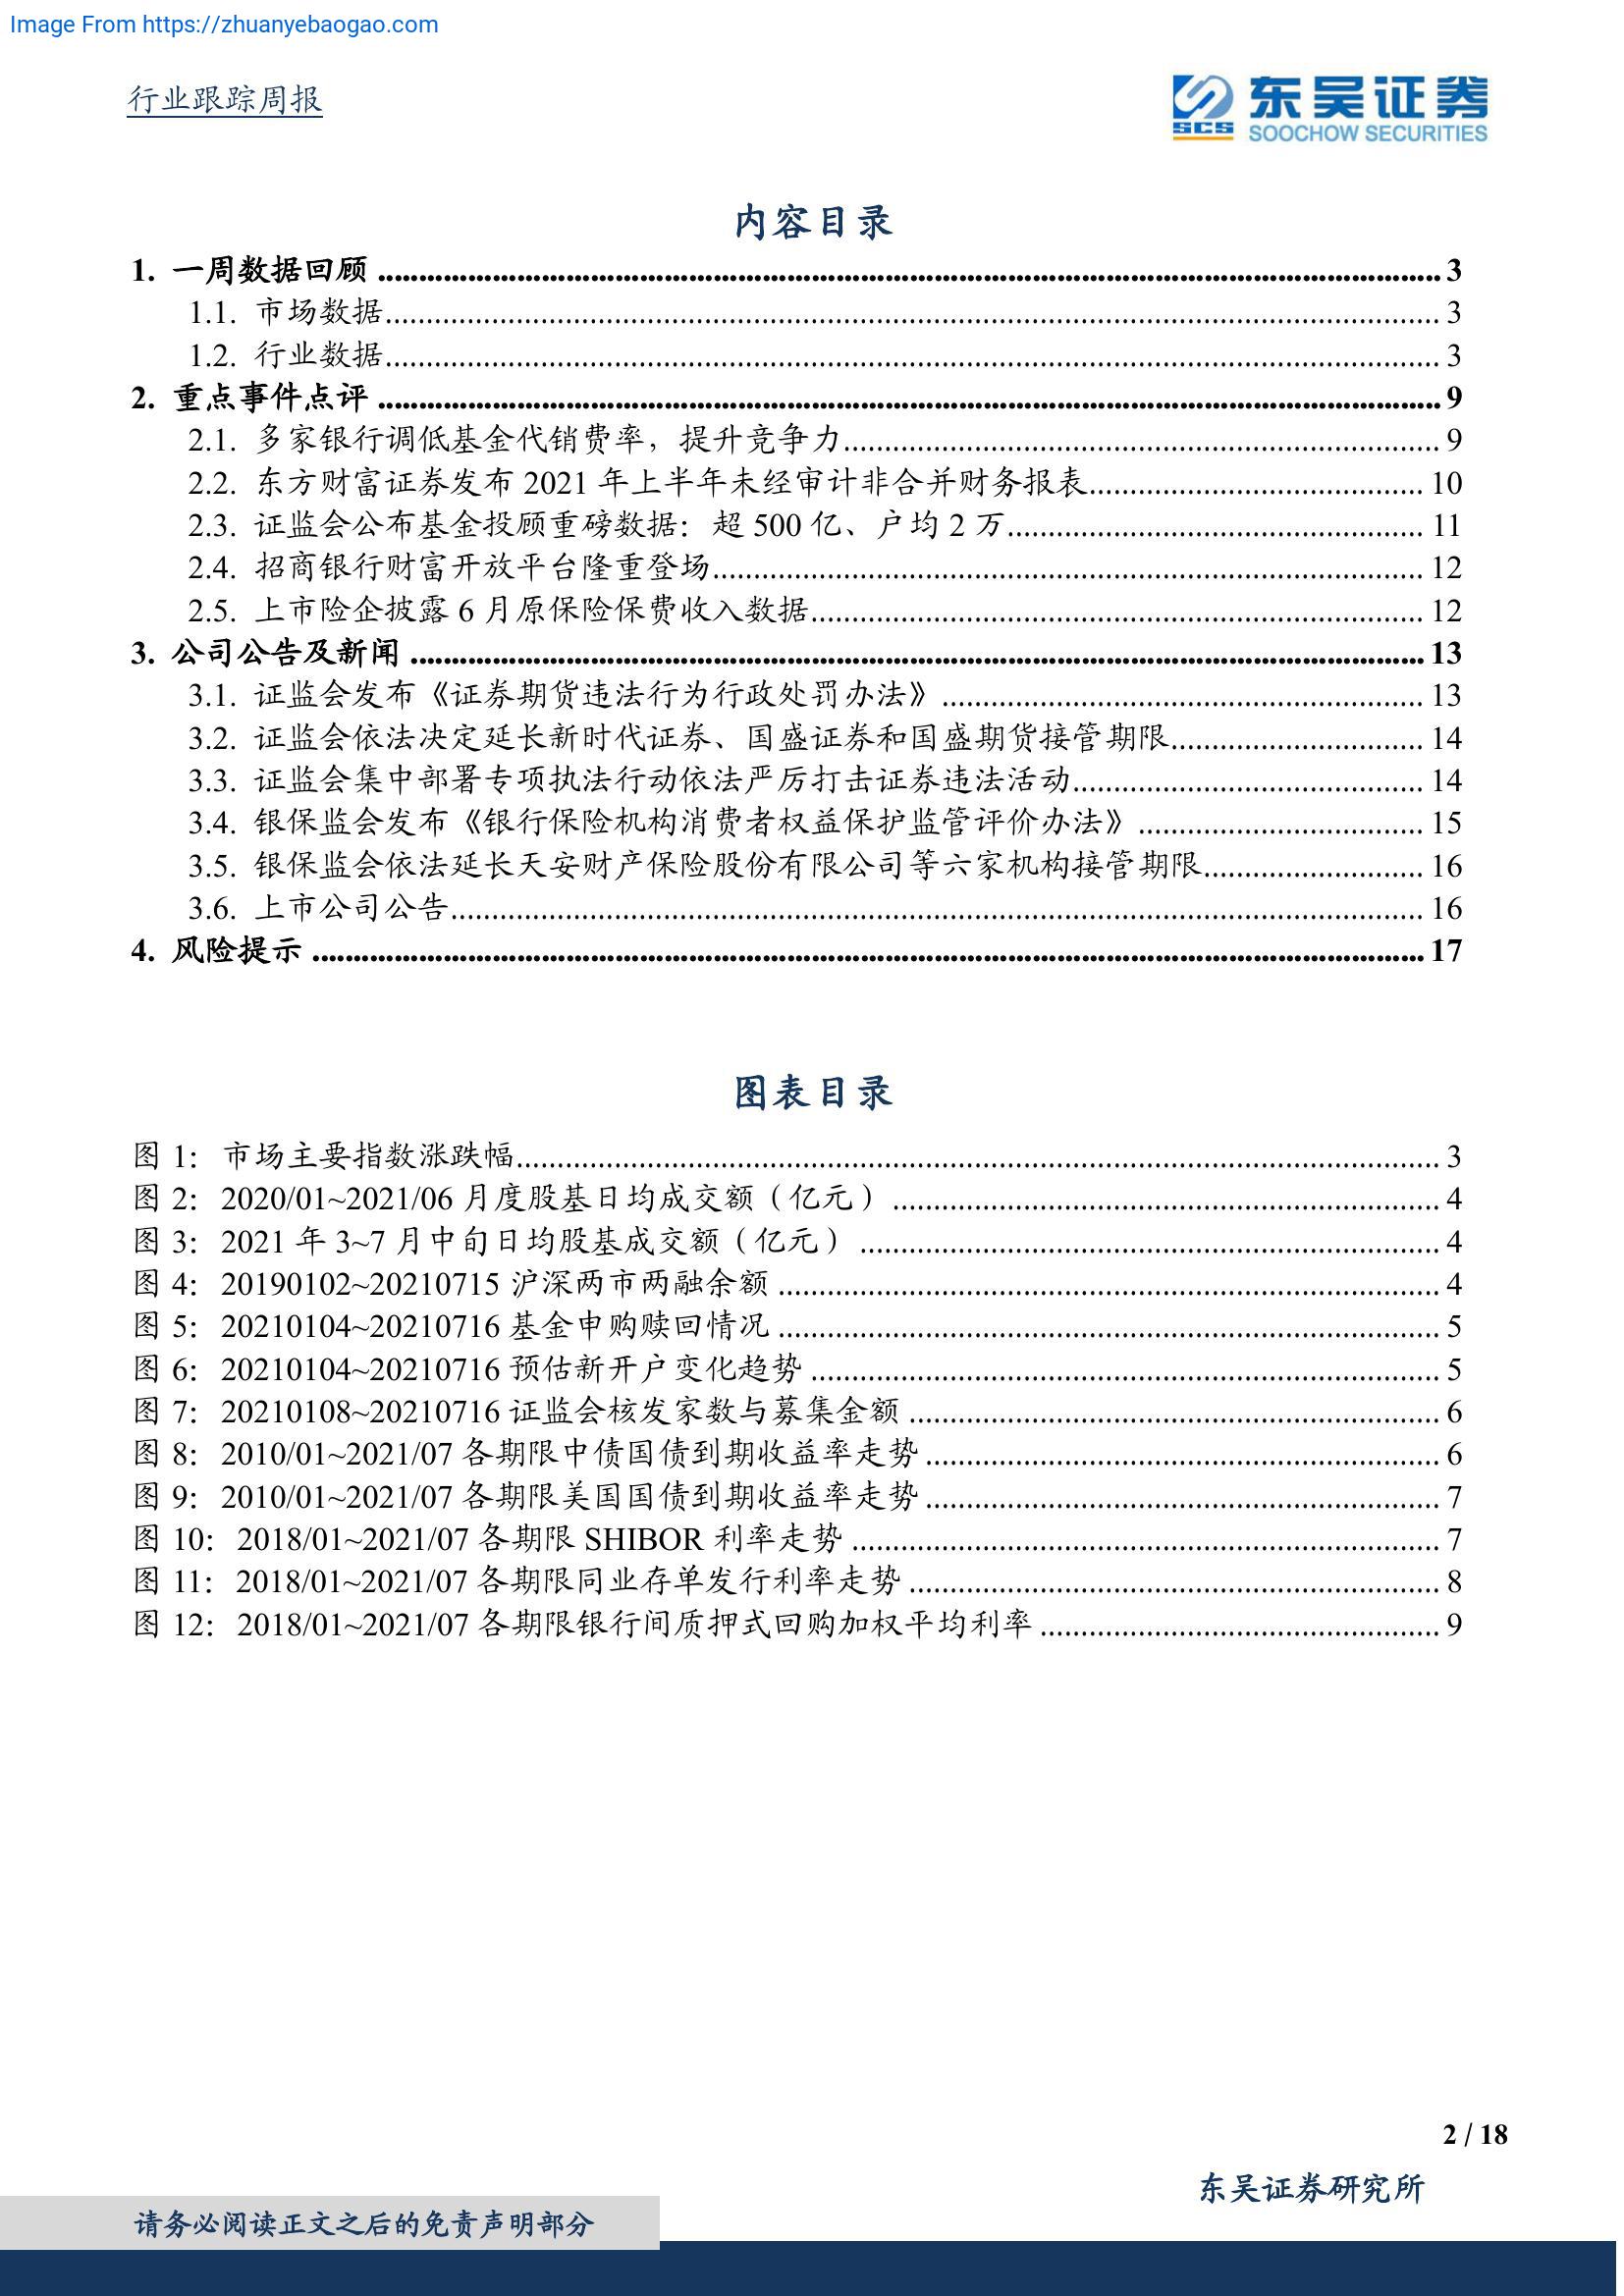 Image From https://zhuanyebaogao.com
行业跟踪周报
SCS 东吴证券
SOOCHOW SECURITIES
内容目录
1. 一周数据回顾 ........ 3
1.1. 市场数据 ........ 3
1.2. 行业数据 ........ 3
2. 重点事件点评 ........ 9
2.1. 多家银行调低基金代销费率，提升竞争力 ........ 9
2.2. 东方财富证券发布 2021 年上半年未经审计非合并财务报表 ........ 10
2.3. 证监会公布基金投顾重磅数据：超 500 亿、户均 2 万 ........ 11
2.4. 招商银行财富开放平台隆重登场 ........ 12
2.5. 上市险企披露 6 月原保险保费收入数据 ........ 12
3. 公司公告及新闻 ........ 13
3.1. 证监会发布《证券期货违法行为行政处罚办法》 ........ 13
3.2. 证监会依法决定延长新时代证券、国盛证券和国盛期货接管期限 ........ 14
3.3. 证监会集中部署专项执法行动依法严厉打击证券违法活动 ........ 14
3.4. 银保监会发布《银行保险机构消费者权益保护监管评价办法》 ........ 15
3.5. 银保监会依法延长天安财产保险股份有限公司等六家机构接管期限 ........ 16
3.6. 上市公司公告 ........ 16
4. 风险提示 ........ 17
图表目录
图 1： 市场主要指数涨跌幅 ........ 3
图 2： 2020/01~2021/06 月度股基日均成交额（亿元） ........ 4
图 3： 2021 年 3~7 月中旬日均股基成交额（亿元） ........ 4
图 4： 20190102~20210715 沪深两市两融余额 ........ 4
图 5： 20210104~20210716 基金申购赎回情况 ........ 5
图 6： 20210104~20210716 预估新开户变化趋势 ........ 5
图 7： 20210108~20210716 证监会核发家数与募集金额 ........ 6
图 8： 2010/01~2021/07 各期限中债国债到期收益率走势 ........ 6
图 9： 2010/01~2021/07 各期限美国国债到期收益率走势 ........ 7
图 10： 2018/01~2021/07 各期限 SHIBOR 利率走势 ........ 7
图 11： 2018/01~2021/07 各期限同业存单发行利率走势 ........ 8
图 12： 2018/01~2021/07 各期限银行间质押式回购加权平均利率 ........ 9
2 / 18
东吴证券研究所
请务必阅读正文之后的免责声明部分